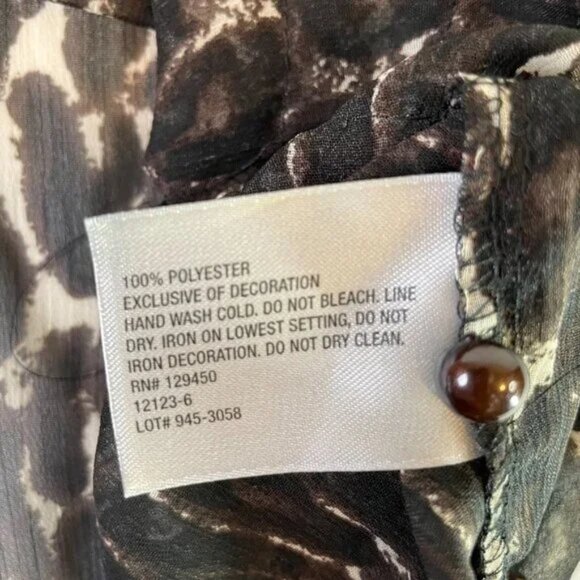 100% POLYESTER
EXCLUSIVE OF DECORATION
HAND WASH COLD. DO NOT BLEACH. LINE
DRY. IRON ON LOWEST SETTING, DO NOT
IRON DECORATION. DO NOT DRY CLEAN.
RN# 129450
12123-6
LOT# 945-3058